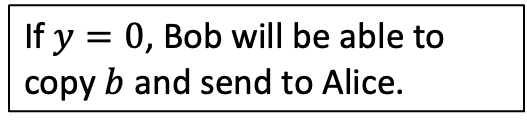 If y = 0, Bob will be able to
copy b and send to Alice.